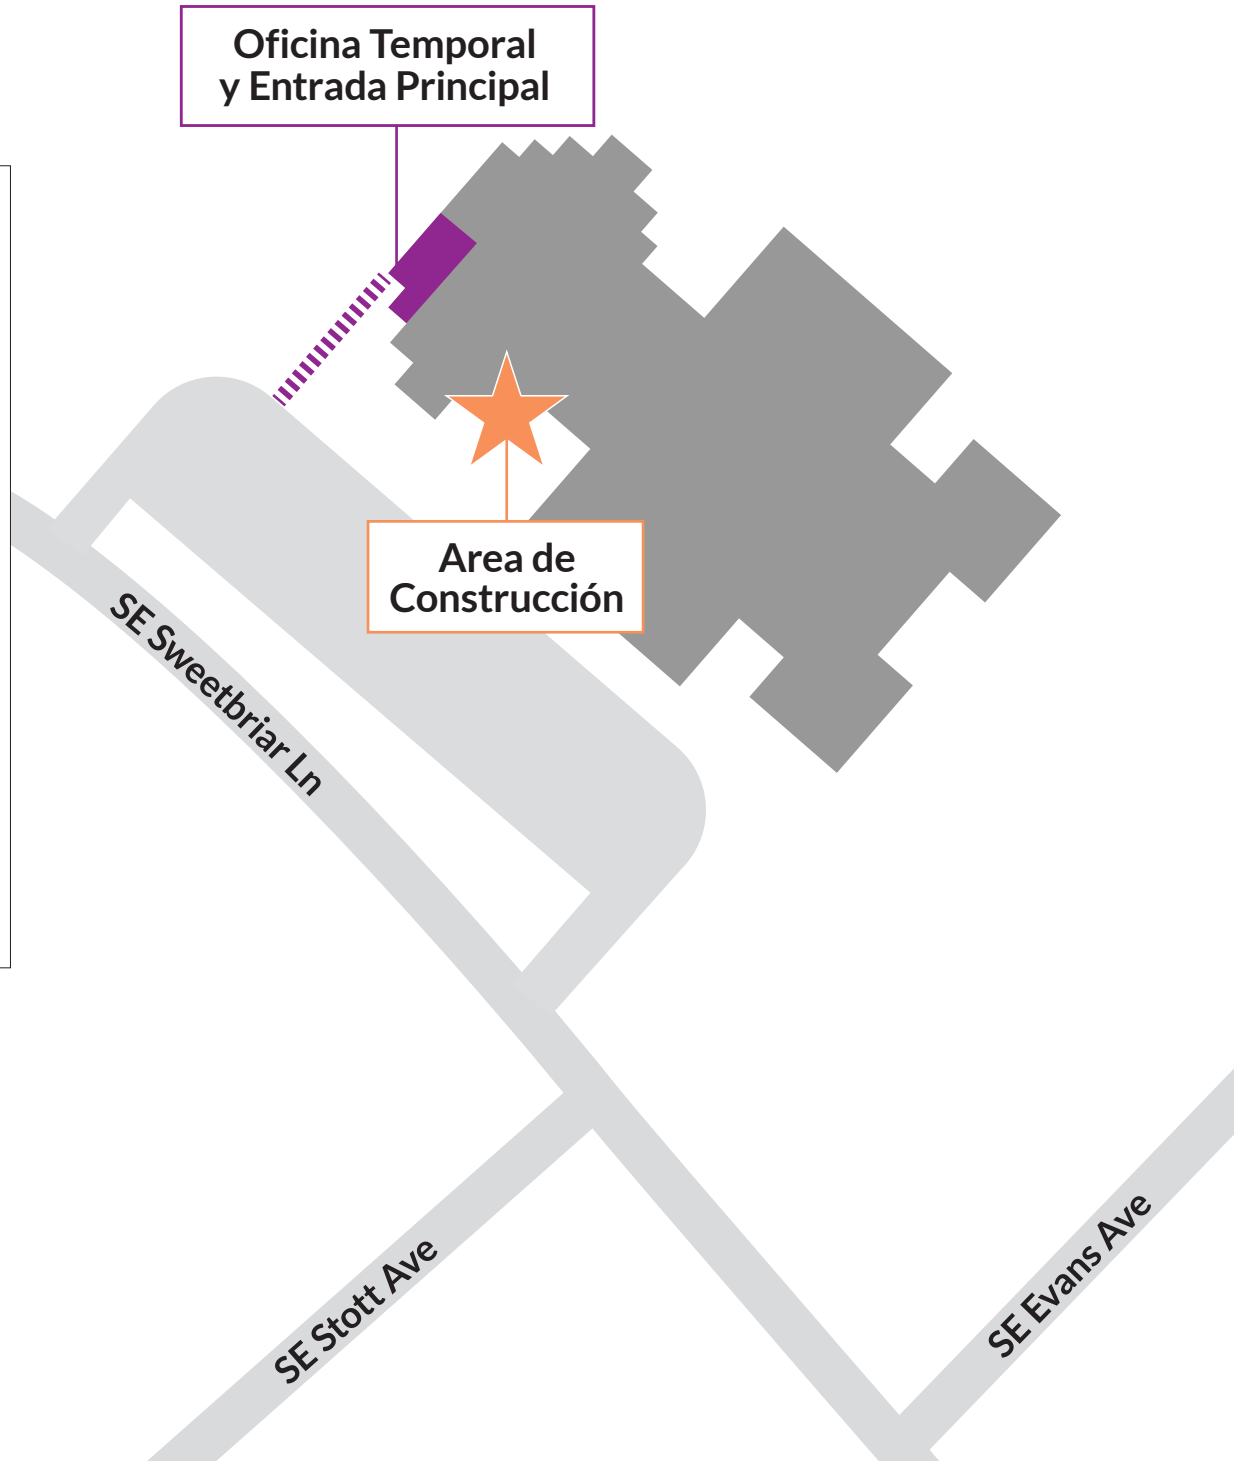 Oficina Temporal
y Entrada Principal
Area de
Construcción
SE Sweetbriar Ln
SE Stott Ave
SE Evans Ave